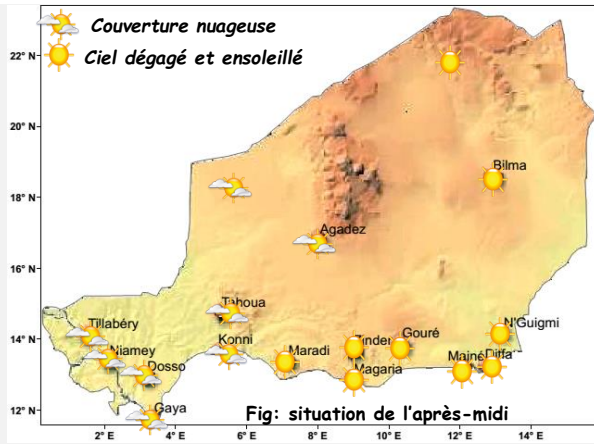 Couverture nuageuse
Ciel dégagé et ensoleillé
22° N
20° N
18° N
16° N
14° N
12° N
Bilma
Agadez
Tahoua
Tillabéry
N'Guigmi
Niamey
Konni
Maradi
Zinder
Gouré
Dosso
Magaria
Mainé
Diffa
Gaya
Fig: situation de l'après-midi
2° E
4° E
6° E
8° E
10° E
12° E
14° E